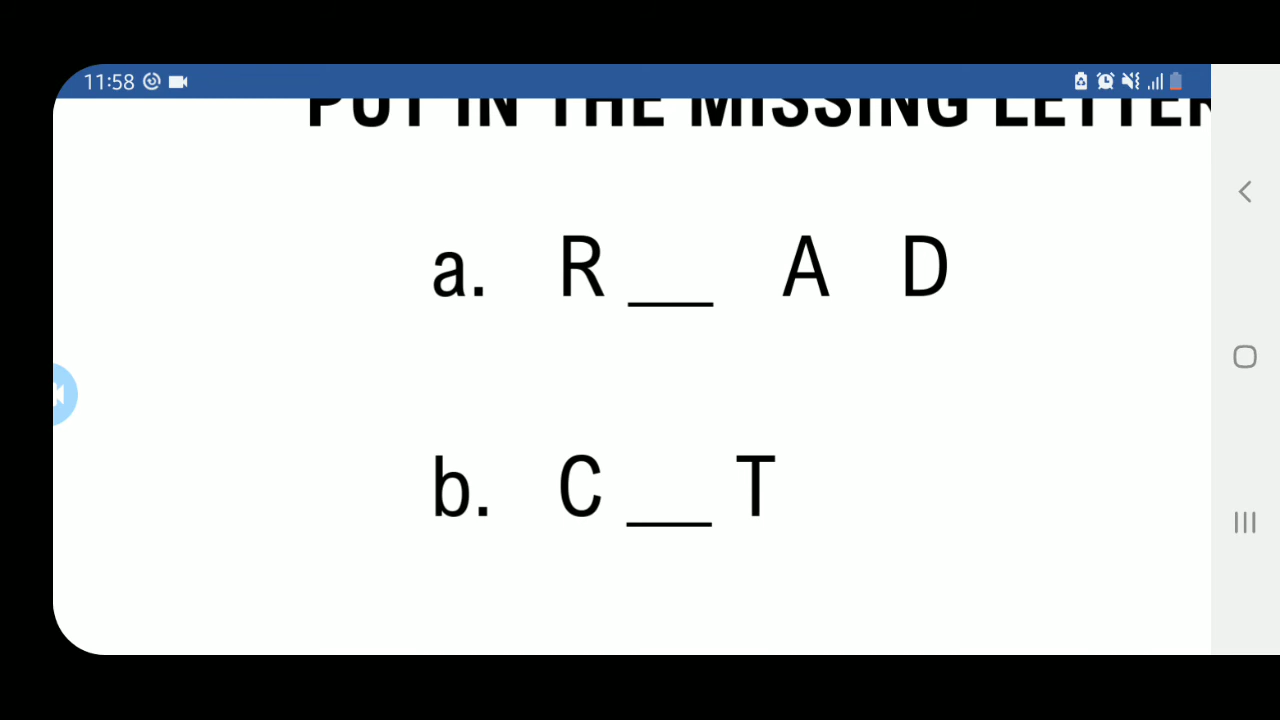 11:58
PUT IN THE MISSING LETTER
a. R __ A D
b. C __ T